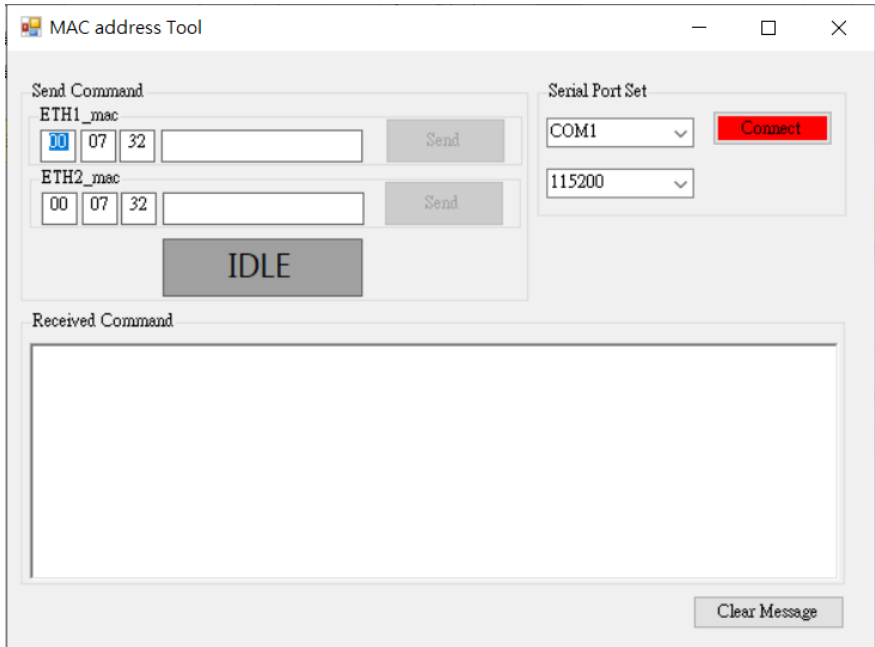 MAC address Tool
Send Command
ETH1_mac
00 07 32
Send
ETH2_mac
00 07 32
Send
IDLE
Serial Port Set
COM1
Connect
115200
Received Command
Clear Message